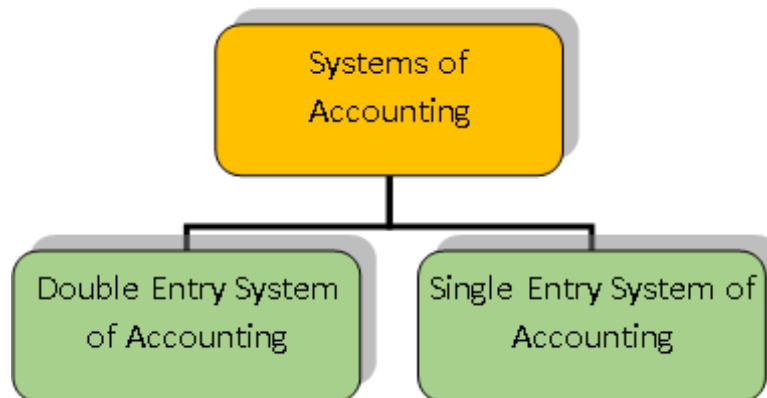 Systems of
Accounting
Double Entry System
of Accounting
Single Entry System of
Accounting